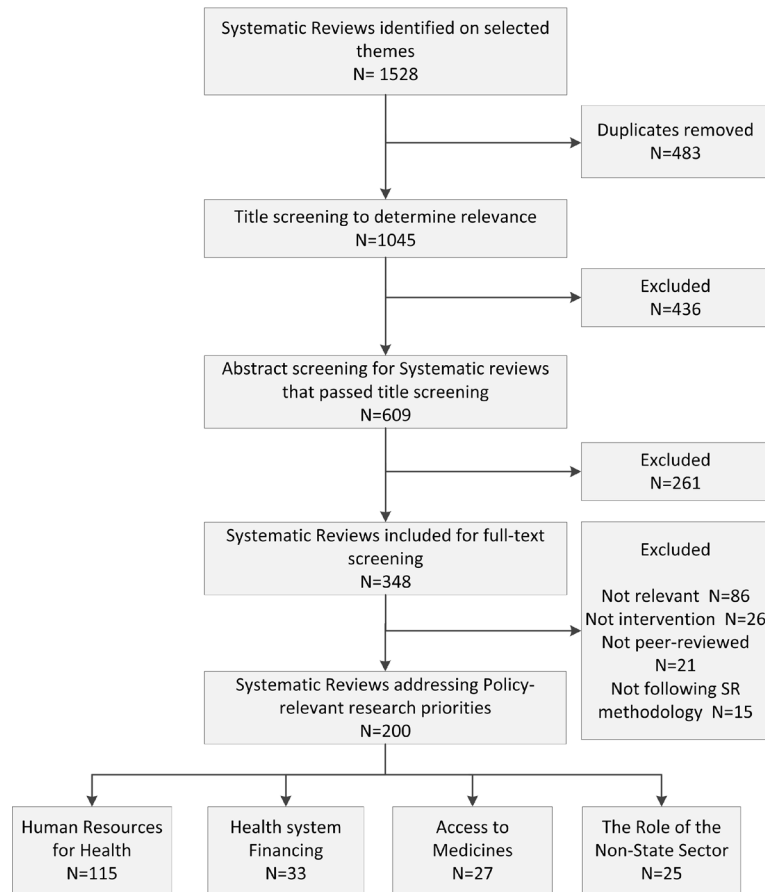 Systematic Reviews identified on selected
themes
N= 1528
Duplicates removed
N=483
Title screening to determine relevance
N=1045
Excluded
N=436
Abstract screening for Systematic reviews
that passed title screening
N=609
Excluded
N=261
Systematic Reviews included for full-text
screening
N=348
Excluded
Not relevant N=86
Not intervention N=26
Not peer-reviewed
N=21
Not following SR
methodology N=15
Systematic Reviews addressing Policy-
relevant research priorities
N=200
Human Resources
for Health
N=115
Health system
Financing
N=33
Access to
Medicines
N=27
The Role of the
Non-State Sector
N=25